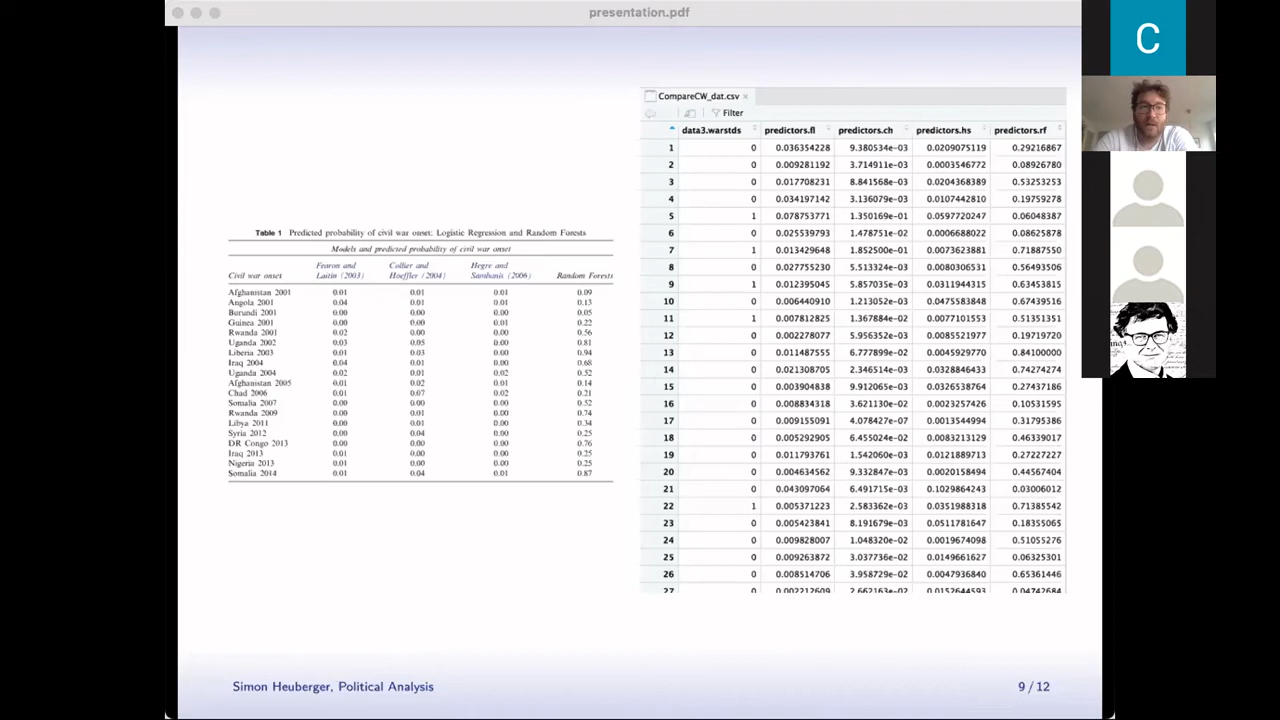 presentation.pdf
C
Table 1 Predicted probability of civil war onset: Logistic Regression and Random Forests
Models and predicted probability of civil war onset
Civil war onset Fearon and Laitin (2003) Collier and Hoeffler (2004) Hegre and Sambanis (2006) Random Forests
Afghanistan 2001 0.01 0.01 0.01 0.09
Angola 2001 0.04 0.01 0.01 0.13
Burundi 2001 0.00 0.00 0.00 0.05
Guinea 2001 0.00 0.00 0.01 0.22
Rwanda 2001 0.02 0.00 0.00 0.56
Uganda 2002 0.03 0.05 0.00 0.81
Liberia 2003 0.01 0.03 0.00 0.94
Iraq 2004 0.04 0.01 0.00 0.68
Uganda 2004 0.02 0.01 0.02 0.52
Afghanistan 2005 0.01 0.02 0.01 0.14
Chad 2006 0.01 0.07 0.02 0.21
Somalia 2007 0.00 0.00 0.00 0.52
Rwanda 2009 0.00 0.01 0.00 0.74
Libya 2011 0.00 0.01 0.00 0.34
Syria 2012 0.00 0.04 0.00 0.25
DR Congo 2013 0.00 0.00 0.00 0.76
Iraq 2013 0.01 0.00 0.00 0.25
Nigeria 2013 0.01 0.00 0.00 0.25
Somalia 2014 0.01 0.04 0.01 0.87
CompareCW_dat.csv ×
Filter
data3.warstds predictors.fl predictors.ch predictors.hs predictors.rf
1 0 0.036354228 9.380534e-03 0.0209075119 0.29216867
2 0 0.009281192 3.714911e-03 0.0003546772 0.08926780
3 0 0.017708231 8.841568e-03 0.0204368389 0.53253253
4 0 0.034197142 3.136079e-03 0.0107442810 0.19759278
5 1 0.078753771 1.350169e-01 0.0597720247 0.06048387
6 0 0.025539793 1.478751e-02 0.0006688022 0.08625878
7 1 0.013429648 1.852500e-01 0.0073623881 0.71887550
8 0 0.027755230 5.513324e-03 0.0080306531 0.56493506
9 1 0.012395045 5.857035e-03 0.0311944315 0.63453815
10 0 0.006440910 1.213052e-03 0.0475583848 0.67439516
11 1 0.007812825 1.367884e-02 0.0077101553 0.51351351
12 0 0.002278077 5.956352e-03 0.0085521977 0.19719720
13 0 0.011487555 6.777899e-02 0.0045929770 0.84100000
14 0 0.021308705 2.346514e-02 0.0328846433 0.74274274
15 0 0.003904838 9.912065e-03 0.0326538764 0.27437186
16 0 0.008834318 3.621130e-02 0.0023257426 0.10531595
17 0 0.009155091 4.078427e-07 0.0013544994 0.31795386
18 0 0.005292905 6.455024e-02 0.0083213129 0.46339017
19 0 0.011793761 1.542060e-02 0.0121889713 0.27227227
20 0 0.004634562 9.332847e-03 0.0020158494 0.44567404
21 0 0.043097064 6.491715e-03 0.1029864243 0.03006012
22 1 0.005371223 2.583362e-03 0.0351988318 0.71385542
23 0 0.005423841 8.191679e-03 0.0511781647 0.18355065
24 0 0.009828007 1.048320e-02 0.0019674098 0.51055276
25 0 0.009263872 3.037736e-02 0.0149661627 0.06325301
26 0 0.008514706 3.958729e-02 0.0047936840 0.65361446
27 0 0.002212609 2.662163e-02 0.0152644593 0.04742684
Simon Heuberger, Political Analysis
9 / 12